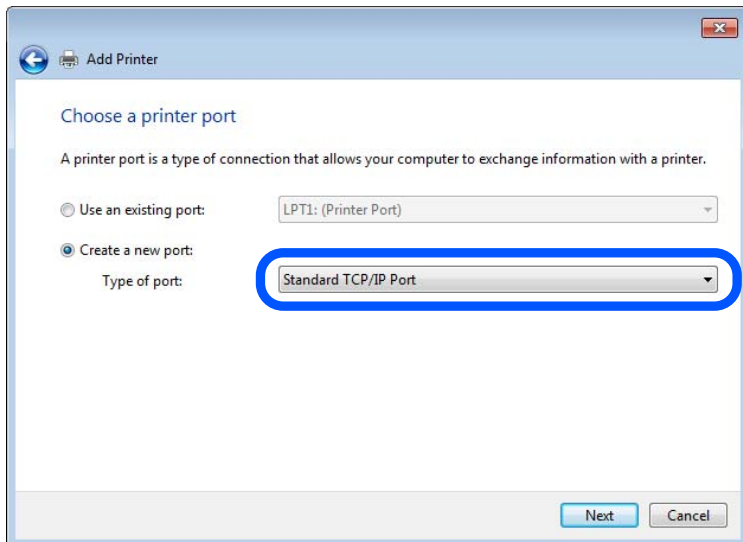 Add Printer
Choose a printer port
A printer port is a type of connection that allows your computer to exchange information with a printer.
Use an existing port: LPT1: (Printer Port)
Create a new port:
Type of port: Standard TCP/IP Port
Next Cancel